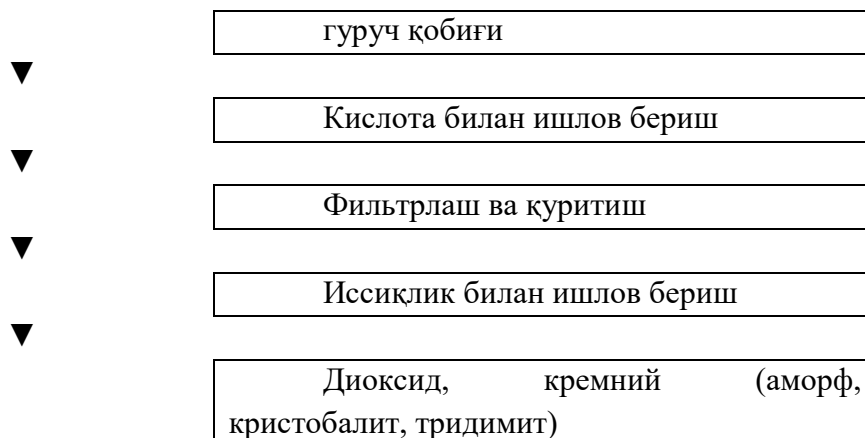 гуруч қобиғи
▼
Кислота билан ишлов бериш
▼
Фильтрлаш ва қуритиш
▼
Иссиқлик билан ишлов бериш
▼
Диоксид, кремний (аморф,
кристобалит, тридимит)